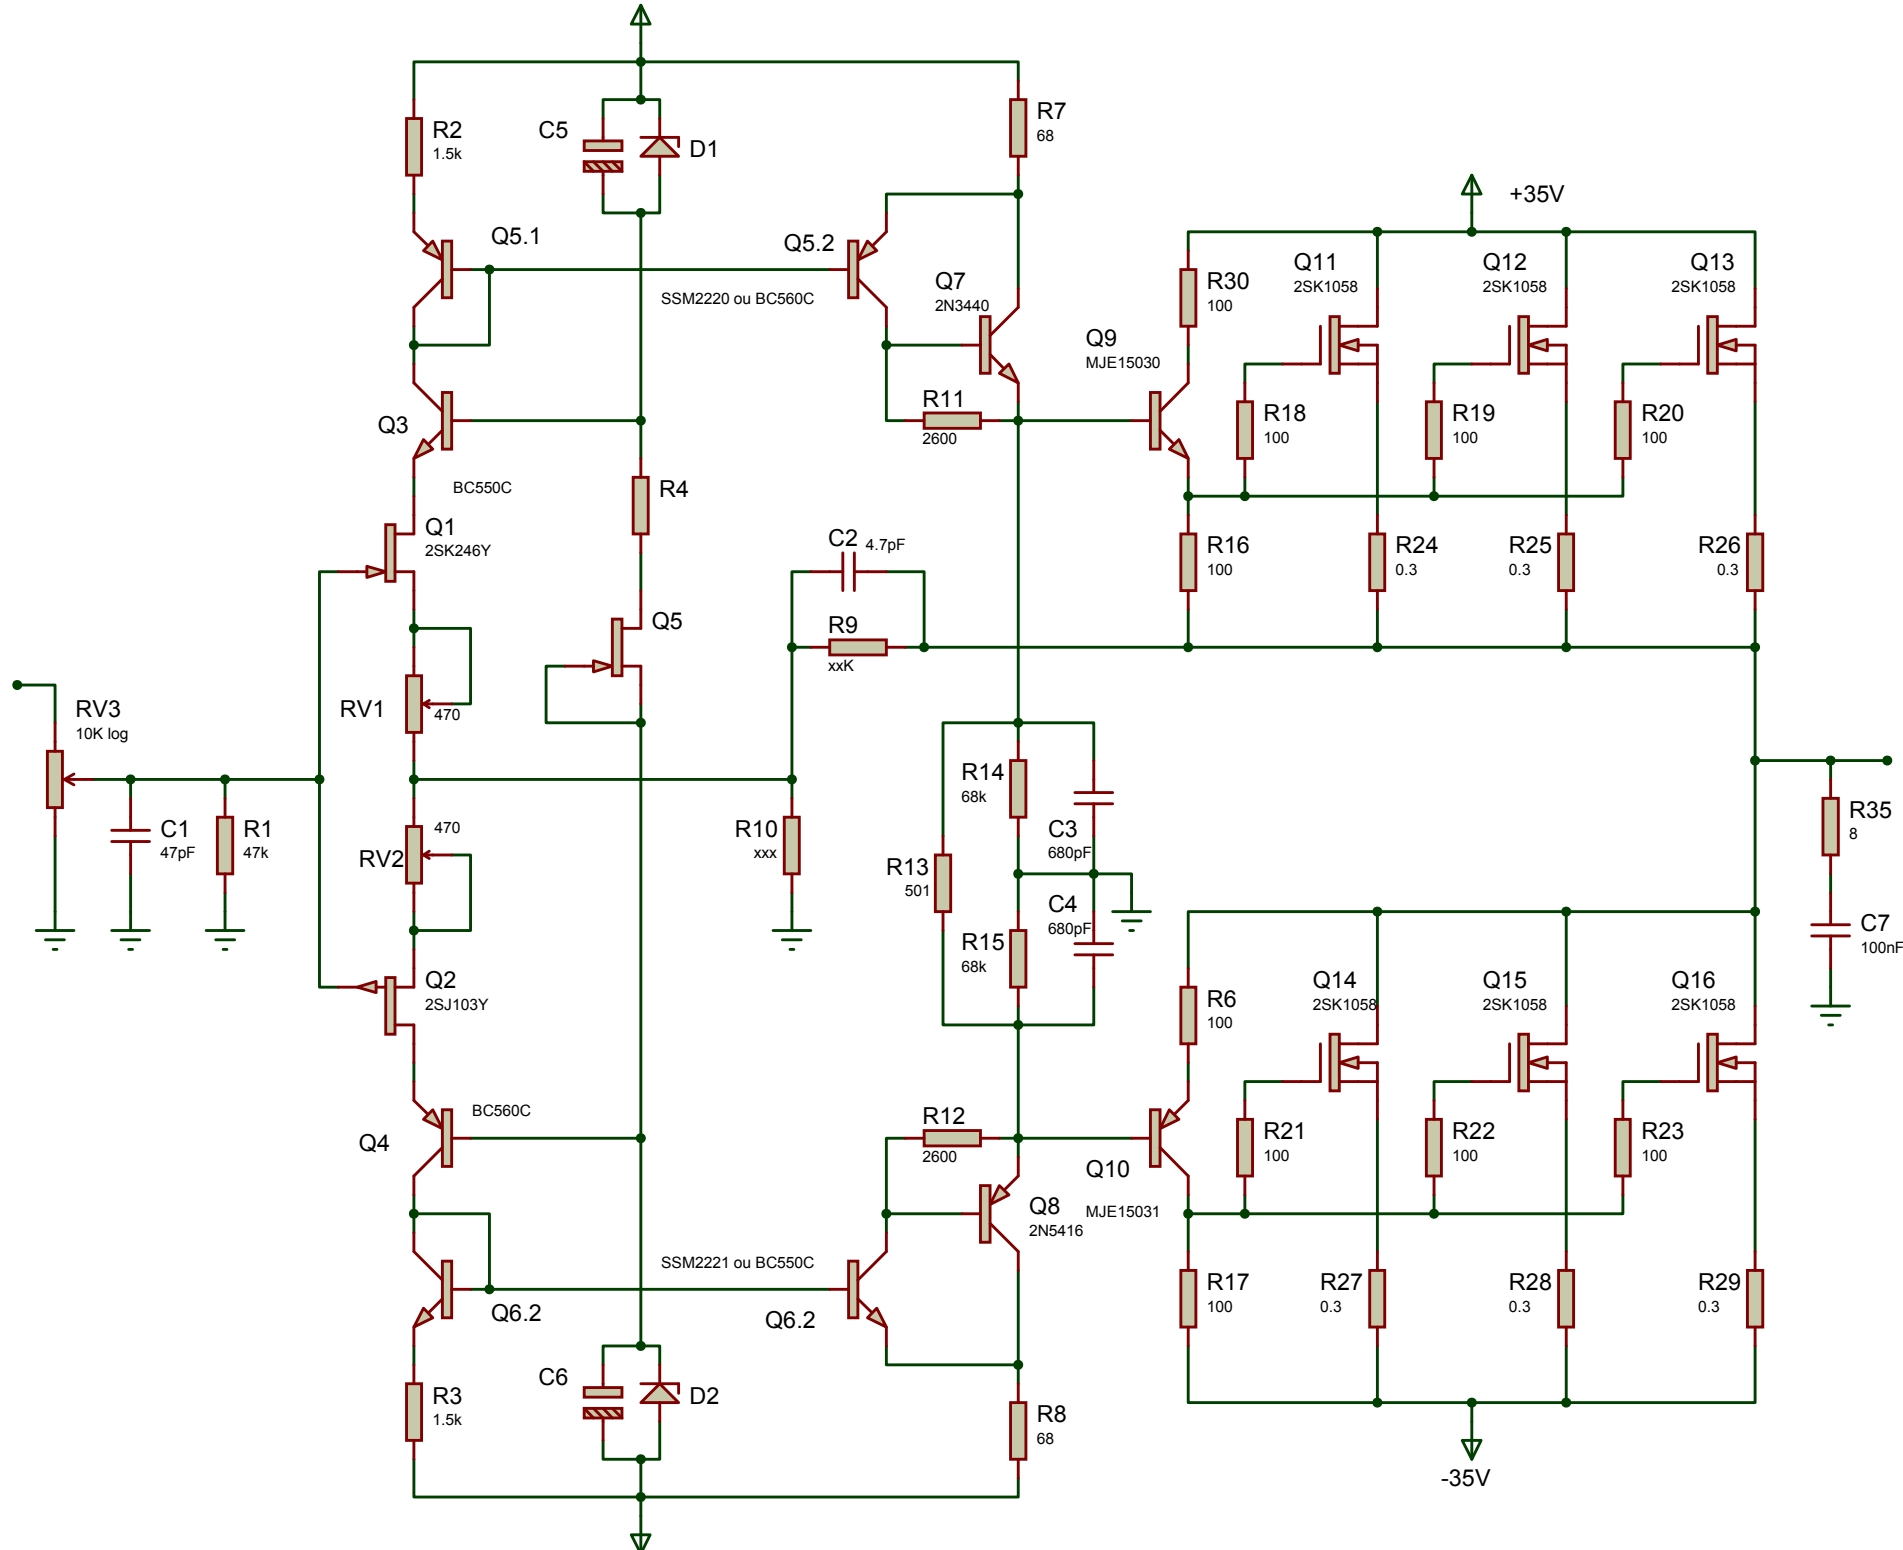 R2
1.5k
C5
D1
R7
68
+35V
Q5.1
Q5.2
SSM2220 ou BC560C
Q7
2N3440
Q9
MJE15030
R30
100
Q11
2SK1058
Q12
2SK1058
Q13
2SK1058
Q3
BC550C
R11
2600
R18
100
R19
100
R20
100
R4
Q1
2SK246Y
C2
4.7pF
R16
100
R24
0.3
R25
0.3
R26
0.3
Q5
R9
xxK
RV3
10K log
RV1
470
C1
47pF
R1
47k
470
RV2
R10
xxx
R14
68k
C3
680pF
R13
501
C4
680pF
R15
68k
R35
8
C7
100nF
Q2
2SJ103Y
R6
100
Q14
2SK1058
Q15
2SK1058
Q16
2SK1058
BC560C
Q4
R12
2600
Q10
MJE15031
R21
100
R22
100
R23
100
Q8
2N5416
SSM2221 ou BC550C
Q6.2
Q6.2
R17
100
R27
0.3
R28
0.3
R29
0.3
R3
1.5k
C6
D2
R8
68
-35V